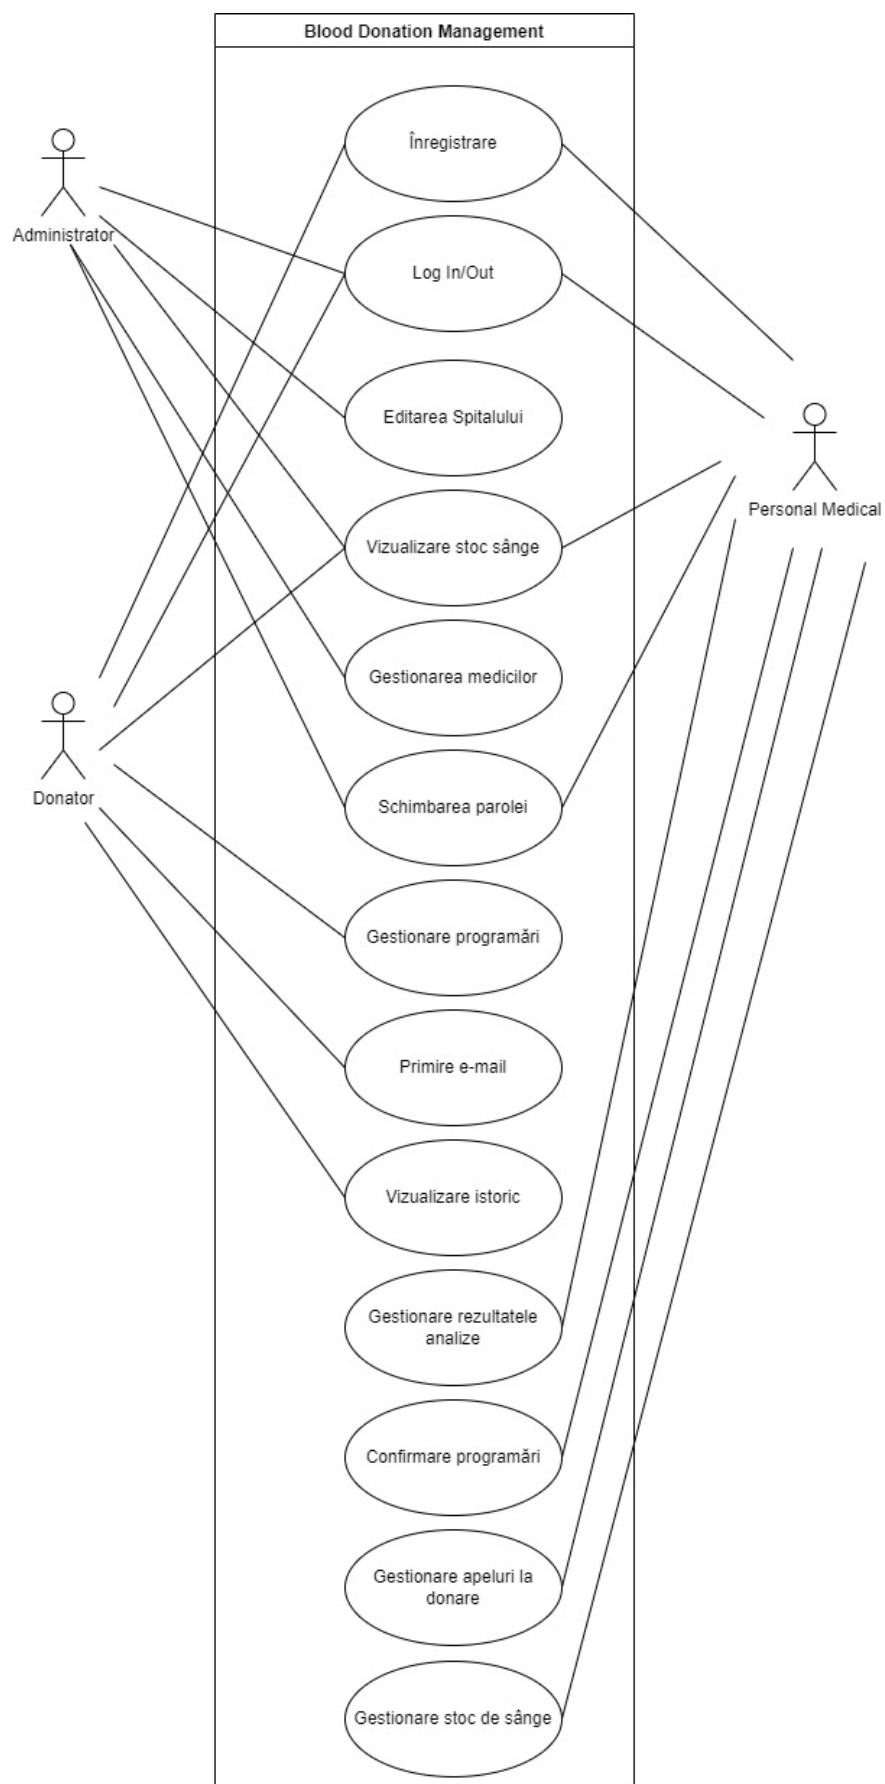 Blood Donation Management
Înregistrare
Administrator
Log In/Out
Editarea Spitalului
Personal Medical
Vizualizare stoc sânge
Gestionarea medicilor
Donator
Schimbarea parolei
Gestionare programări
Primire e-mail
Vizualizare istoric
Gestionare rezultatele
analize
Confirmare programări
Gestionare apeluri la
donare
Gestionare stoc de sânge